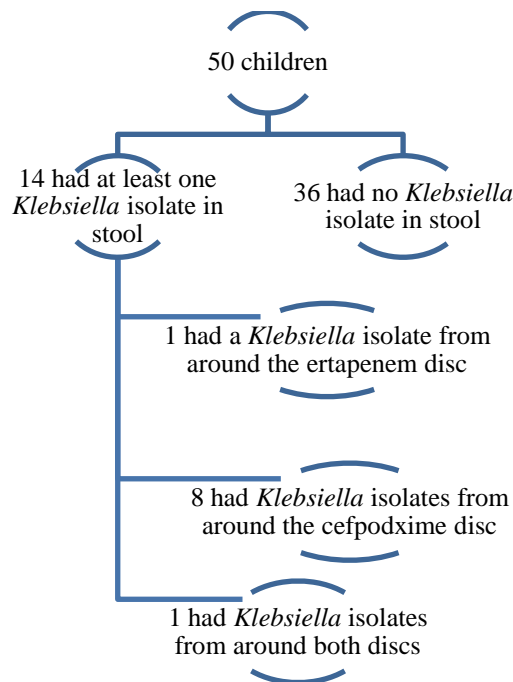 50 children
14 had at least one
Klebsiella isolate in
stool
36 had no Klebsiella
isolate in stool
1 had a Klebsiella isolate from
around the ertapenem disc
8 had Klebsiella isolates from
around the cefpodxime disc
1 had Klebsiella isolates
from around both discs